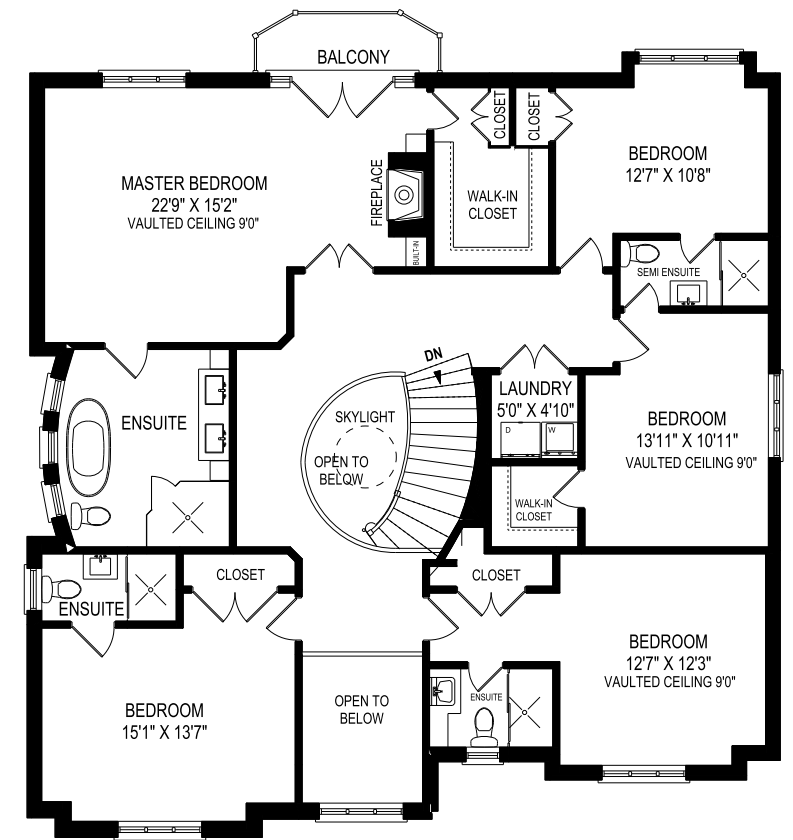 BALCONY
CLOSET
CLOSET
MASTER BEDROOM
22'9" X 15'2"
VAULTED CEILING 9'0"
FIREPLACE
BUILT-IN
WALK-IN
CLOSET
BEDROOM
12'7" X 10'8"
SEMI ENSUITE
DN
ENSUITE
SKYLIGHT
OPEN TO
BELOW
LAUNDRY
5'0" X 4'10"
D
W
BEDROOM
13'11" X 10'11"
VAULTED CEILING 9'0"
WALK-IN
CLOSET
ENSUITE
CLOSET
CLOSET
BEDROOM
15'1" X 13'7"
OPEN TO
BELOW
ENSUITE
BEDROOM
12'7" X 12'3"
VAULTED CEILING 9'0"